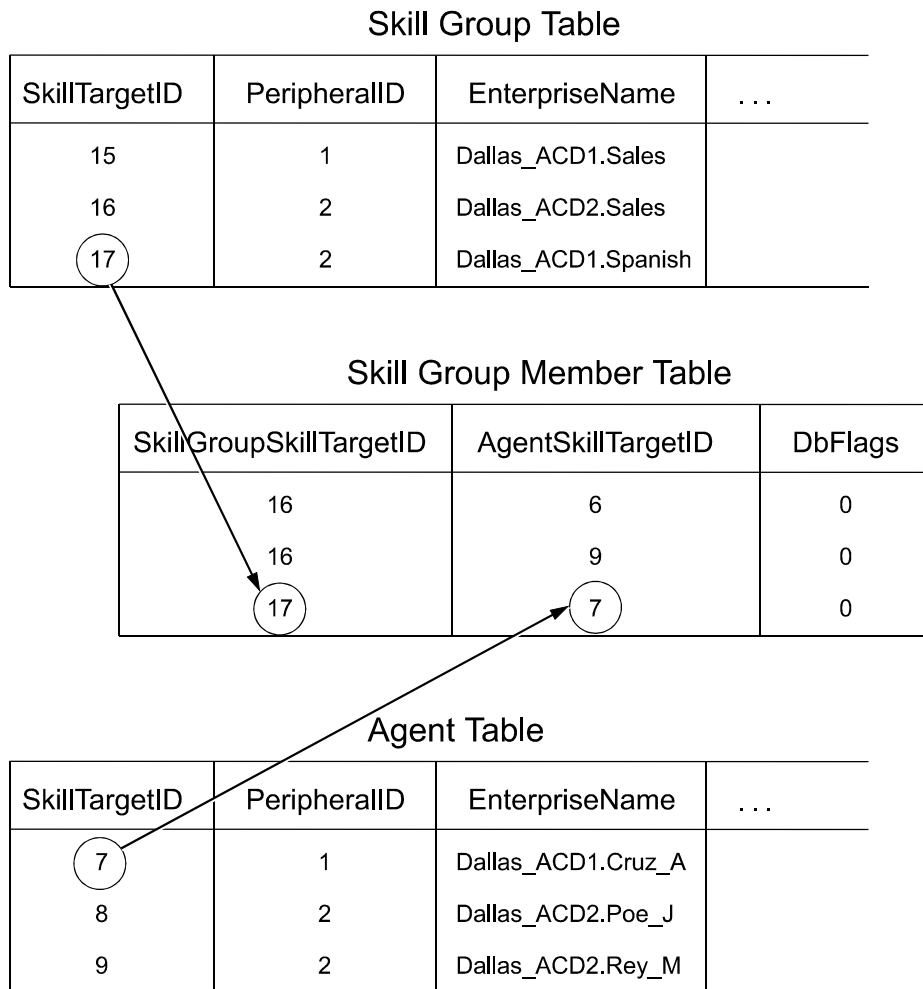 Skill Group Table
SkillTargetID PeripheralID EnterpriseName . . .
15 1 Dallas_ACD1.Sales
16 2 Dallas_ACD2.Sales
17 2 Dallas_ACD1.Spanish
Skill Group Member Table
SkillGroupSkillTargetID AgentSkillTargetID DbFlags
16 6 0
16 9 0
17 7 0
Agent Table
SkillTargetID PeripheralID EnterpriseName . . .
7 1 Dallas_ACD1.Cruz_A
8 2 Dallas_ACD2.Poe_J
9 2 Dallas_ACD2.Rey_M